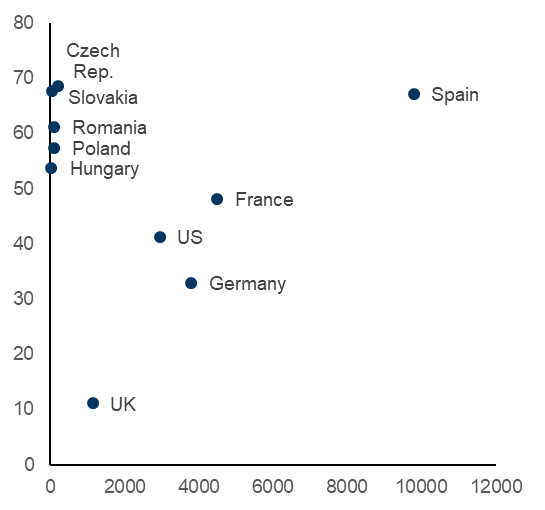 80
Czech
Rep.
70
Slovakia
Spain
Romania
60
Poland
Hungary
50
France
40
US
Germany
30
20
UK
10
0
0 2000 4000 6000 8000 10000 12000